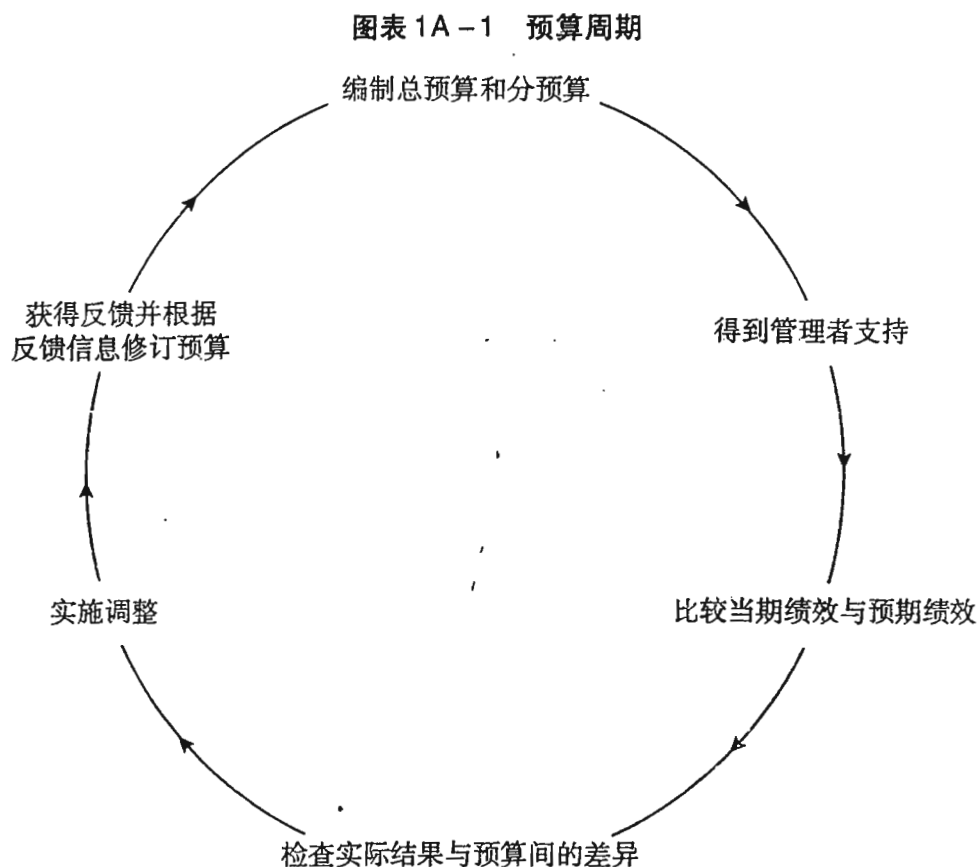 图表 1A－1 预算周期
编制总预算和分预算
得到管理者支持
比较当期绩效与预期绩效
检查实际结果与预算间的差异
实施调整
获得反馈并根据
反馈信息修订预算